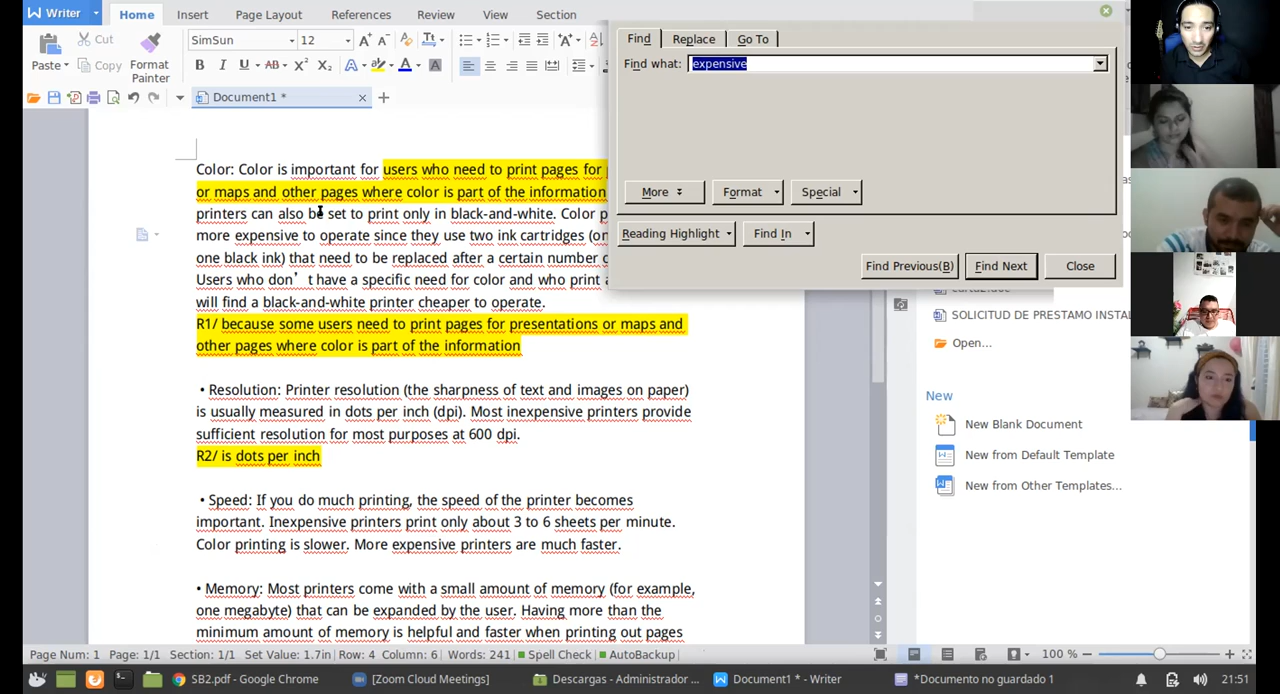 Writer
Home
Insert
Page Layout
References
Review
View
Section
Paste
Cut
Copy
Format
Painter
SimSun
12
Document1 *
Find
Replace
Go To
Find what:
expensive
More
Format
Special
Reading Highlight
Find In
Find Previous(B)
Find Next
Close
Color: Color is important for users who need to print pages for
or maps and other pages where color is part of the information
printers can also be set to print only in black-and-white. Color
more expensive to operate since they use two ink cartridges
one black ink) that need to be replaced after a certain number
Users who don't have a specific need for color and who print
will find a black-and-white printer cheaper to operate.
R1/ because some users need to print pages for presentations or maps and
other pages where color is part of the information
• Resolution: Printer resolution (the sharpness of text and images on paper)
is usually measured in dots per inch (dpi). Most inexpensive printers provide
sufficient resolution for most purposes at 600 dpi.
R2/ is dots per inch
• Speed: If you do much printing, the speed of the printer becomes
important. Inexpensive printers print only about 3 to 6 sheets per minute.
Color printing is slower. More expensive printers are much faster.
• Memory: Most printers come with a small amount of memory (for example,
one megabyte) that can be expanded by the user. Having more than the
minimum amount of memory is helpful and faster when printing out pages
SOLICITUD DE PRESTAMO INSTAL
Open...
New
New Blank Document
New from Default Template
New from Other Templates...
Page Num: 1 Page: 1/1 Section: 1/1 Set Value: 1.7in Row: 4 Column: 6 Words: 241 Spell Check AutoBackup
100 %
SB2.pdf - Google Chrome
[Zoom Cloud Meetings]
Descargas - Administrador ...
Document1 * - Writer
*Documento no guardado 1
21:51